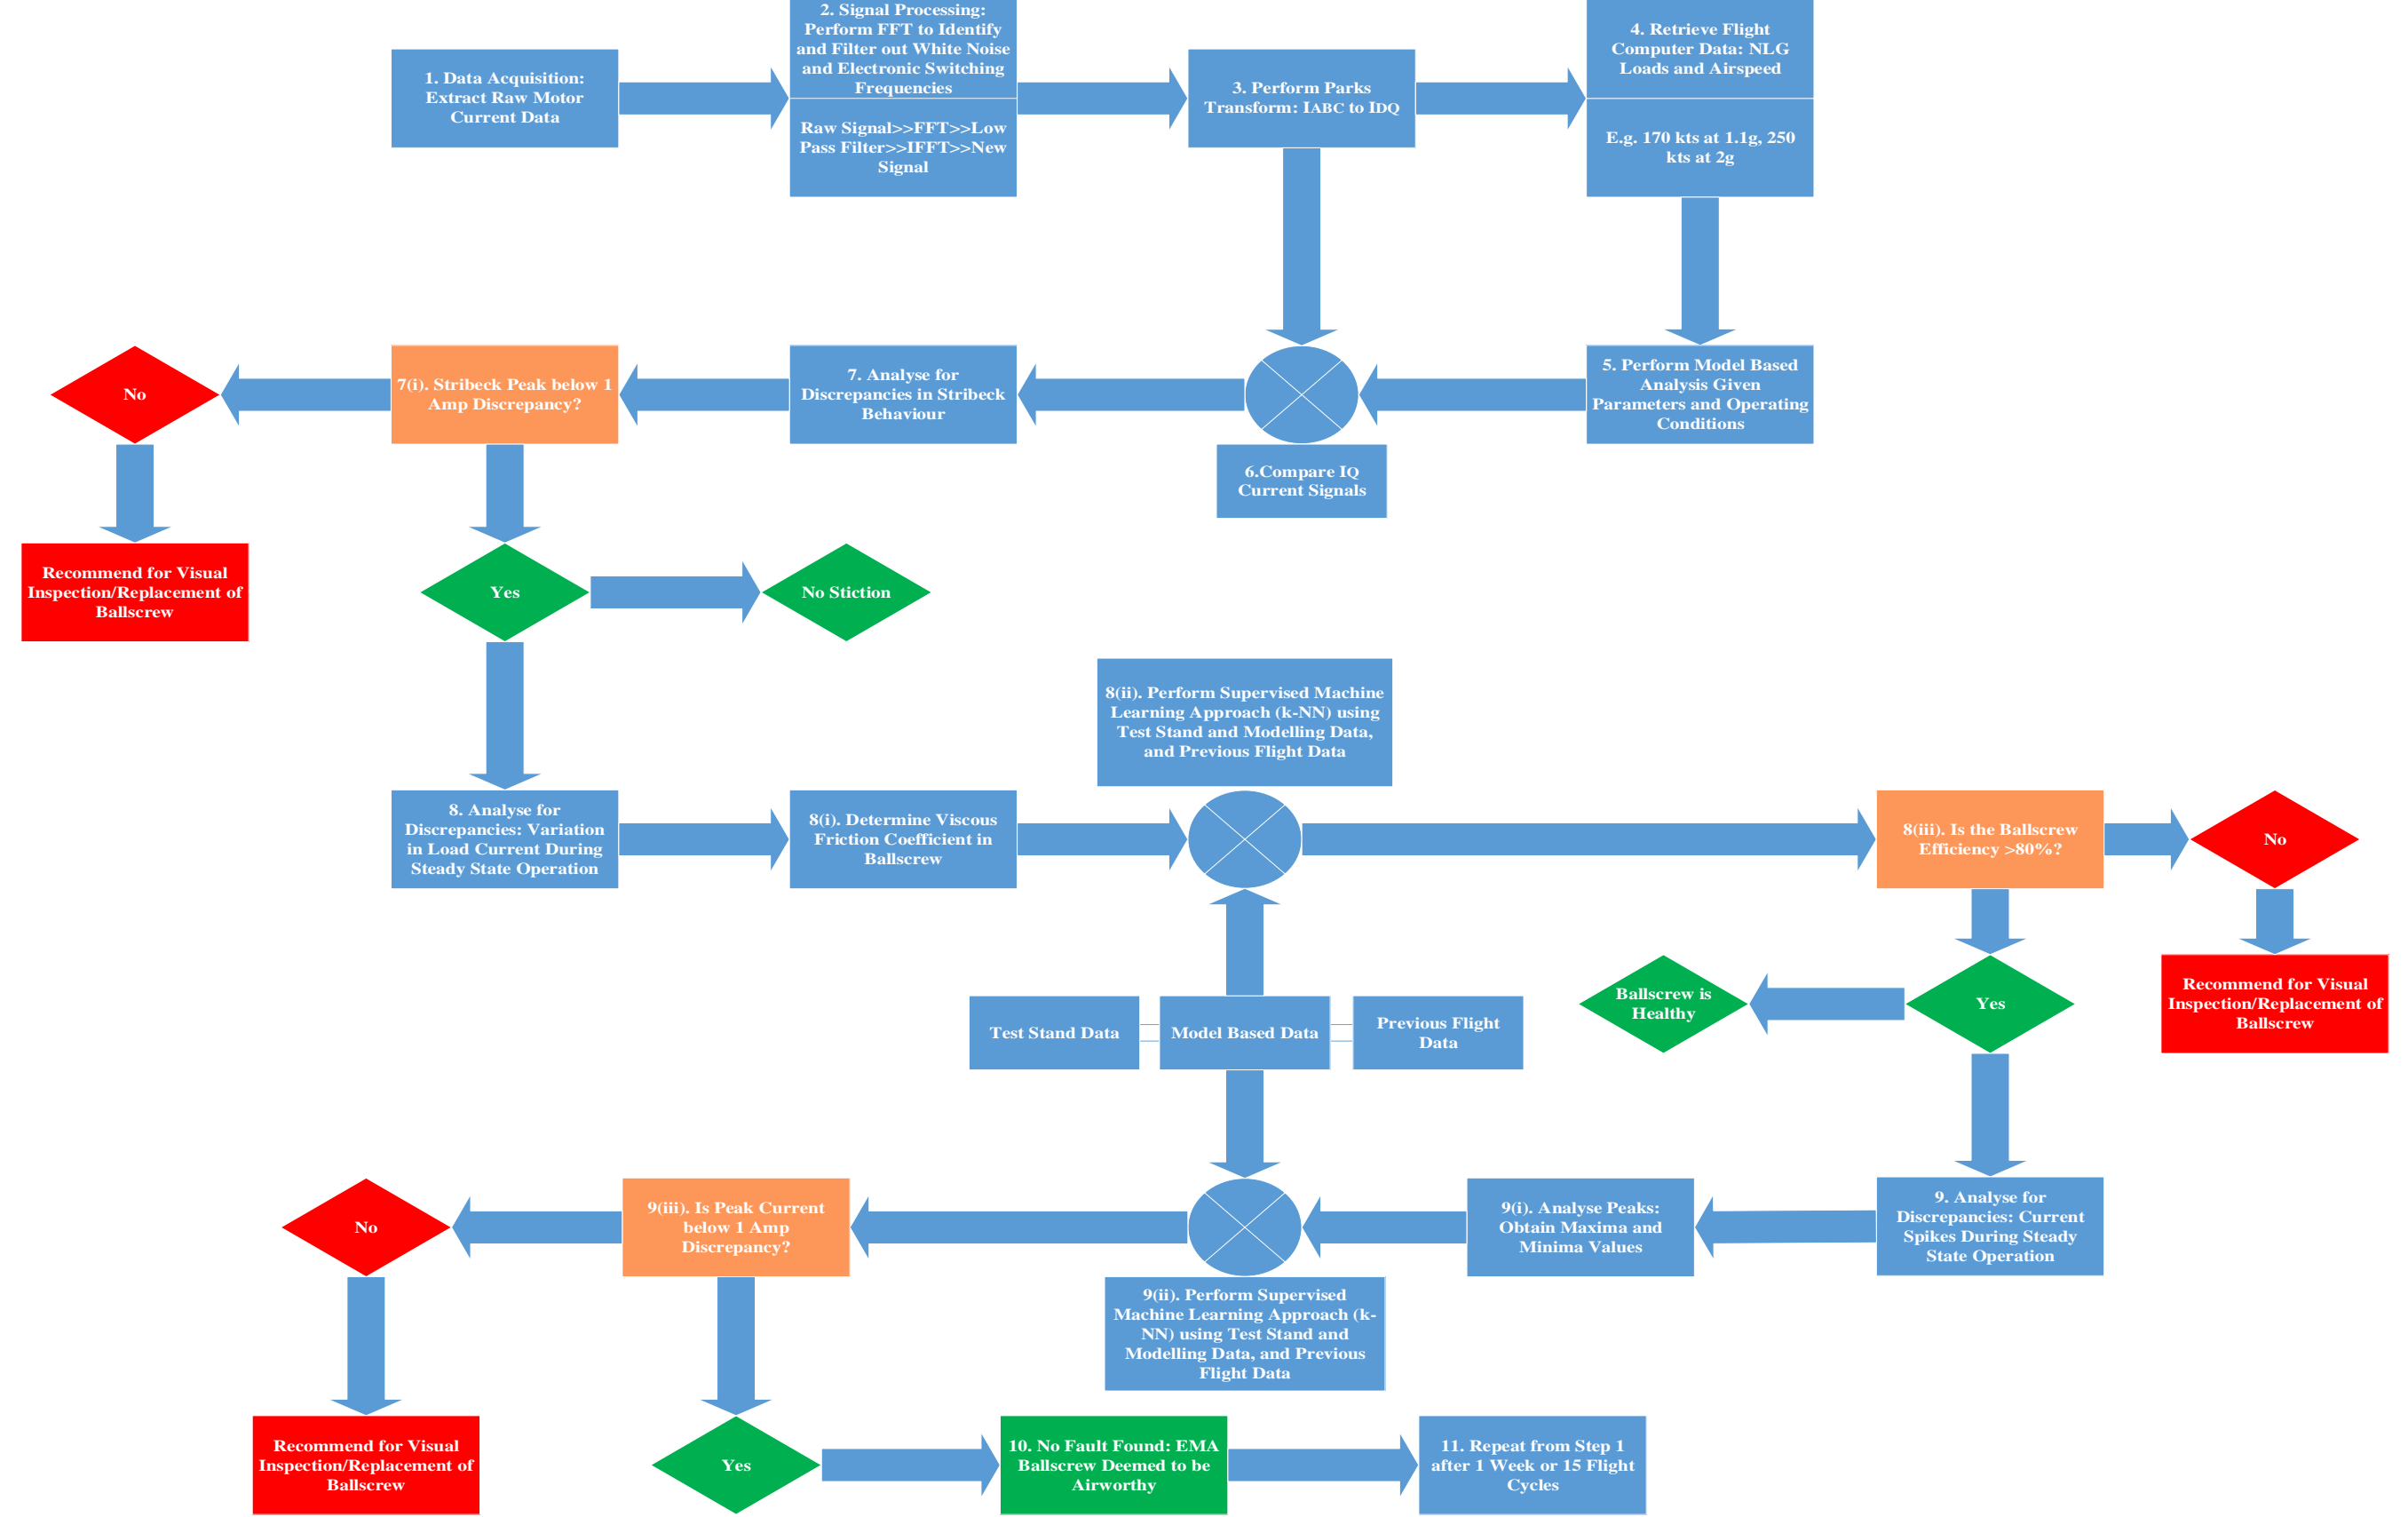 1. Data Acquisition:
Extract Raw Motor
Current Data
2. Signal Processing:
Perform FFT to Identify
and Filter out White Noise
and Electronic Switching
Frequencies
Raw Signal>>FFT>>Low
Pass Filter>>IFFT>>New
Signal
3. Perform Parks
Transform: IABC to IDQ
4. Retrieve Flight
Computer Data: NLG
Loads and Airspeed
E.g. 170 kts at 1.1g, 250
kts at 2g
5. Perform Model Based
Analysis Given
Parameters and Operating
Conditions
6.Compare IQ
Current Signals
7. Analyse for
Discrepancies in Stribeck
Behaviour
7(i). Stribeck Peak below 1
Amp Discrepancy?
No
Recommend for Visual
Inspection/Replacement of
Ballscrew
Yes
No Stiction
8. Analyse for
Discrepancies: Variation
in Load Current During
Steady State Operation
8(i). Determine Viscous
Friction Coefficient in
Ballscrew
8(ii). Perform Supervised Machine
Learning Approach (k-NN) using
Test Stand and Modelling Data,
and Previous Flight Data
8(iii). Is the Ballscrew
Efficiency >80%?
No
Recommend for Visual
Inspection/Replacement of
Ballscrew
Yes
Ballscrew is
Healthy
Test Stand Data
Model Based Data
Previous Flight
Data
9. Analyse for
Discrepancies: Current
Spikes During Steady
State Operation
9(i). Analyse Peaks:
Obtain Maxima and
Minima Values
9(ii). Perform Supervised
Machine Learning Approach (k-
NN) using Test Stand and
Modelling Data, and Previous
Flight Data
9(iii). Is Peak Current
below 1 Amp
Discrepancy?
No
Recommend for Visual
Inspection/Replacement of
Ballscrew
Yes
10. No Fault Found: EMA
Ballscrew Deemed to be
Airworthy
11. Repeat from Step 1
after 1 Week or 15 Flight
Cycles